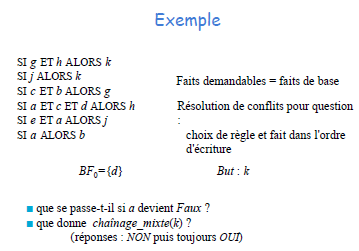 Exemple
SI g ET h ALORS k
SI j ALORS k
SI c ET b ALORS g
SI a ET c ET d ALORS h
SI e ET a ALORS j
SI a ALORS b
Faits demandables = faits de base
Résolution de conflits pour question
:
choix de règle et fait dans l'ordre
d'écriture
BF₀={d}
But : k
que se passe-t-il si a devient Faux ?
que donne chaînage_mixte(k) ?
(réponses : NON puis toujours OUI)